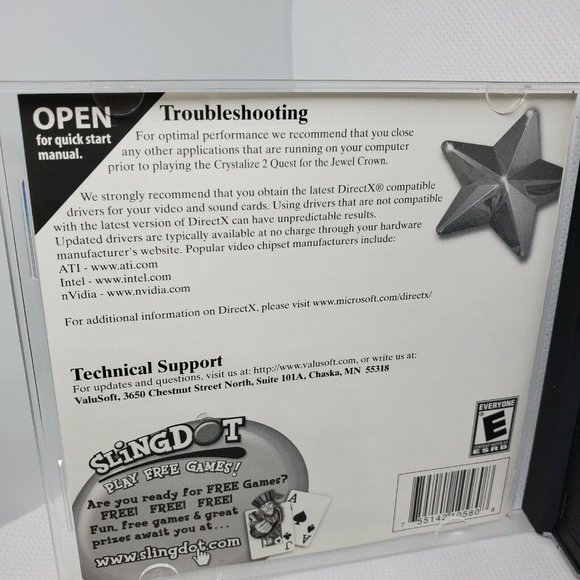 OPEN
for quick start
manual.
Troubleshooting
For optimal performance we recommend that you close
any other applications that are running on your computer
prior to playing the Crystalize 2 Quest for the Jewel Crown.
We strongly recommend that you obtain the latest DirectX® compatible
drivers for your video and sound cards. Using drivers that are not compatible
with the latest version of DirectX can have unpredictable results.
Updated drivers are typically available at no charge through your hardware
manufacturer's website. Popular video chipset manufacturers include:
ATI - www.ati.com
Intel - www.intel.com
nVidia - www.nvidia.com
For additional information on DirectX, please visit www.microsoft.com/directx/
Technical Support
For updates and questions, visit us at: http://www.valusoft.com, or write us at:
ValuSoft, 3650 Chestnut Street North, Suite 101A, Chaska, MN 55318
SLINGDOT
PLAY FREE GAMES!
Are you ready for FREE Games?
FREE! FREE! FREE!
Fun, free games & great
prizes await you at...
www.slingdot.com
A
J
EVERYONE
E
CONTENT RATED BY
ESRB
7 55142 10580 8